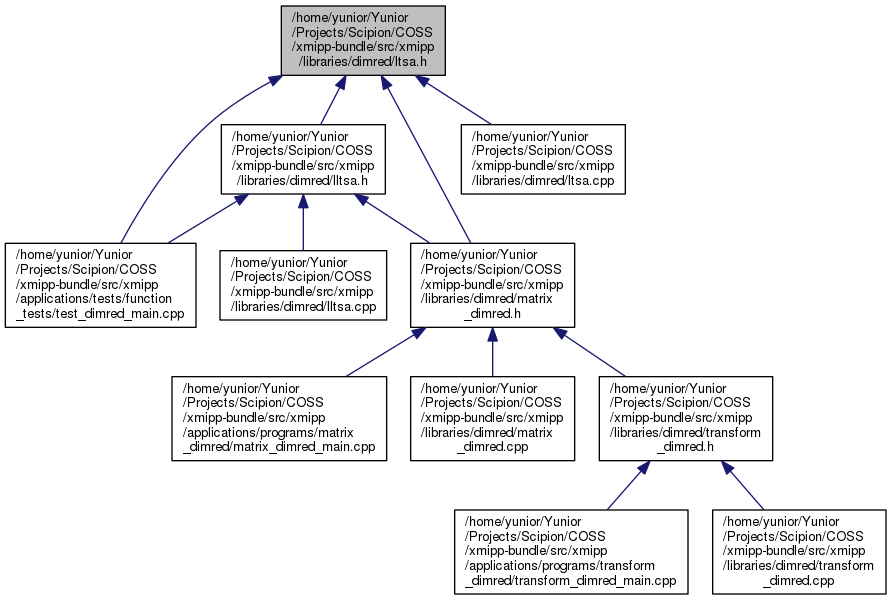 /home/yunior/Yunior
/Projects/Scipion/COSS
/xmipp-bundle/src/xmipp
/libraries/dimred/ltsa.h
/home/yunior/Yunior
/Projects/Scipion/COSS
/xmipp-bundle/src/xmipp
/libraries/dimred/lltsa.h
/home/yunior/Yunior
/Projects/Scipion/COSS
/xmipp-bundle/src/xmipp
/libraries/dimred/ltsa.cpp
/home/yunior/Yunior
/Projects/Scipion/COSS
/xmipp-bundle/src/xmipp
/applications/tests/function
_tests/test_dimred_main.cpp
/home/yunior/Yunior
/Projects/Scipion/COSS
/xmipp-bundle/src/xmipp
/libraries/dimred/lltsa.cpp
/home/yunior/Yunior
/Projects/Scipion/COSS
/xmipp-bundle/src/xmipp
/libraries/dimred/matrix
_dimred.h
/home/yunior/Yunior
/Projects/Scipion/COSS
/xmipp-bundle/src/xmipp
/applications/programs/matrix
_dimred/matrix_dimred_main.cpp
/home/yunior/Yunior
/Projects/Scipion/COSS
/xmipp-bundle/src/xmipp
/libraries/dimred/matrix
_dimred.cpp
/home/yunior/Yunior
/Projects/Scipion/COSS
/xmipp-bundle/src/xmipp
/libraries/dimred/transform
_dimred.h
/home/yunior/Yunior
/Projects/Scipion/COSS
/xmipp-bundle/src/xmipp
/applications/programs/transform
_dimred/transform_dimred_main.cpp
/home/yunior/Yunior
/Projects/Scipion/COSS
/xmipp-bundle/src/xmipp
/libraries/dimred/transform
_dimred.cpp